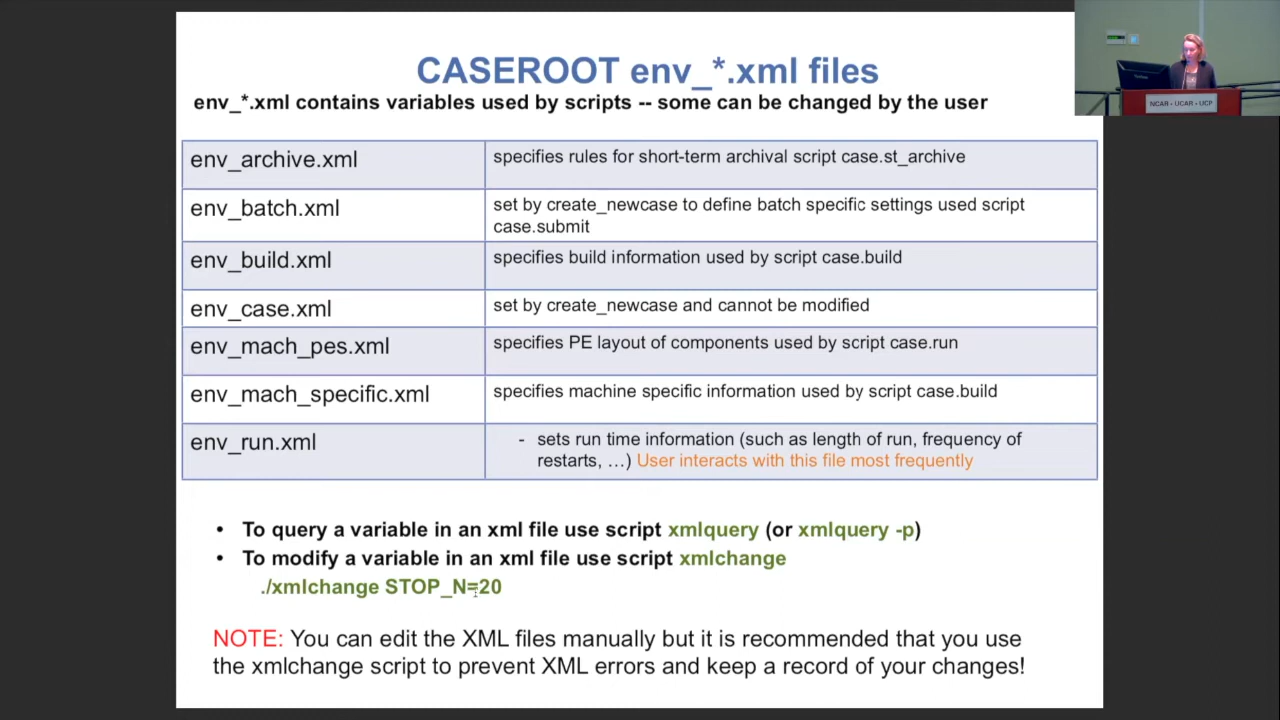 CASEROOT env_*.xml files
env_*.xml contains variables used by scripts -- some can be changed by the user
NCAR • UCAR • UCP
env_archive.xml
specifies rules for short-term archival script case.st_archive
env_batch.xml
set by create_newcase to define batch specific settings used script
case.submit
env_build.xml
specifies build information used by script case.build
env_case.xml
set by create_newcase and cannot be modified
env_mach_pes.xml
specifies PE layout of components used by script case.run
env_mach_specific.xml
specifies machine specific information used by script case.build
env_run.xml
- sets run time information (such as length of run, frequency of
restarts, …) User interacts with this file most frequently
• To query a variable in an xml file use script xmlquery (or xmlquery -p)
• To modify a variable in an xml file use script xmlchange
./xmlchange STOP_N=20
NOTE: You can edit the XML files manually but it is recommended that you use
the xmlchange script to prevent XML errors and keep a record of your changes!